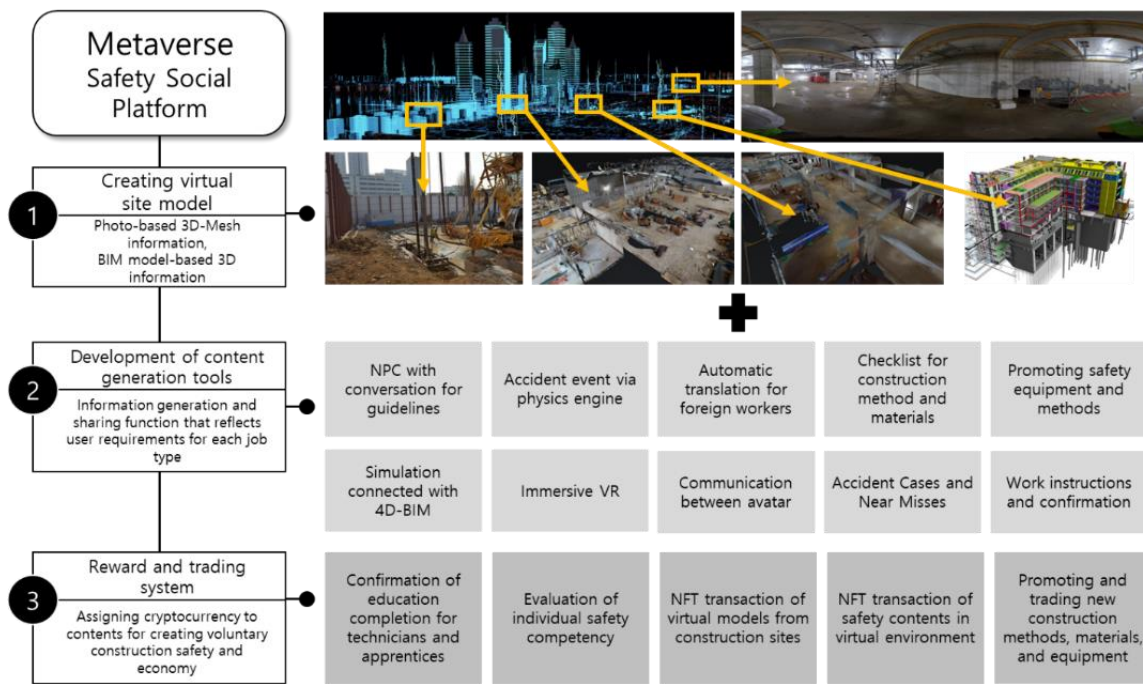 Metaverse
Safety Social
Platform
1
Creating virtual
site model
Photo-based 3D-Mesh
information,
BIM model-based 3D
information
2
Development of content
generation tools
Information generation and
sharing function that reflects
user requirements for each job
type
NPC with
conversation for
guidelines
Accident event via
physics engine
Automatic
translation for
foreign workers
Checklist for
construction
method and
materials
Promoting safety
equipment and
methods
Simulation
connected with
4D-BIM
Immersive VR
Communication
between avatar
Accident Cases and
Near Misses
Work instructions
and confirmation
3
Reward and trading
system
Assigning cryptocurrency to
contents for creating voluntary
construction safety and
economy
Confirmation of
education
completion for
technicians and
apprentices
Evaluation of
individual safety
competency
NFT transaction of
virtual models from
construction sites
NFT transaction of
safety contents in
virtual environment
Promoting and
trading new
construction
methods, materials,
and equipment